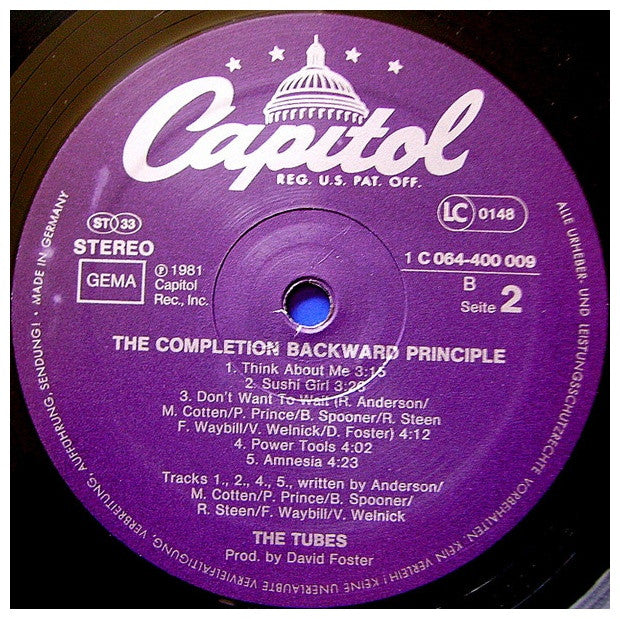 Capitol
REG. U.S. PAT. OFF.
ST 33
STEREO
GEMA
℗ 1981
Capitol
Rec., Inc.
LC 0148
1 C 064-400 009
B
Seite 2
THE COMPLETION BACKWARD PRINCIPLE
1. Think About Me 3:15
2. Sushi Girl 3:26
3. Don't Want To Wait (R. Anderson/
M. Cotten/P. Prince/B. Spooner/R. Steen
F. Waybill/V. Welnick/D. Foster) 4:12
4. Power Tools 4:02
5. Amnesia 4:23
Tracks 1., 2., 4., 5., written by Anderson/
M. Cotten/P. Prince/B. Spooner/
R. Steen/F. Waybill/V. Welnick
THE TUBES
Prod. by David Foster
ALLE URHEBER- UND LEISTUNGSSCHUTZRECHTE VORBEHALTEN KEIN VERLEIH! KEINE UNERLAUBTE VERVIELFÄLTIGUNG, VERBREITUNG, AUFFÜHRUNG, SENDUNG! • MADE IN GERMANY